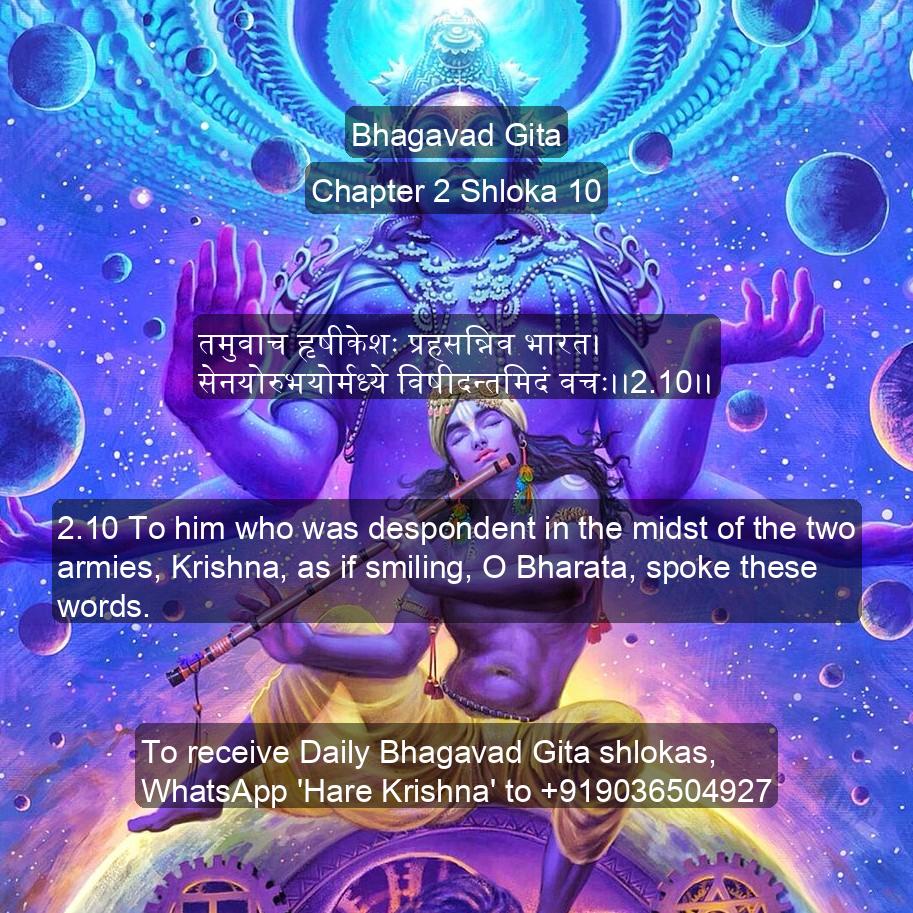 Bhagavad Gita
Chapter 2 Shloka 10
तमुवाच हृषीकेशः प्रहसन्निव भारत।
सेनयोरुभयोर्मध्ये विषीदन्तमिदं वचः।।2.10।।
2.10 To him who was despondent in the midst of the two
armies, Krishna, as if smiling, O Bharata, spoke these
words.
To receive Daily Bhagavad Gita shlokas,
WhatsApp 'Hare Krishna' to +919036504927